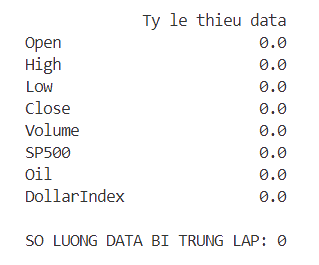 Ty le thieu data
Open 0.0
High 0.0
Low 0.0
Close 0.0
Volume 0.0
SP500 0.0
Oil 0.0
DollarIndex 0.0
SO LUONG DATA BI TRUNG LAP: 0